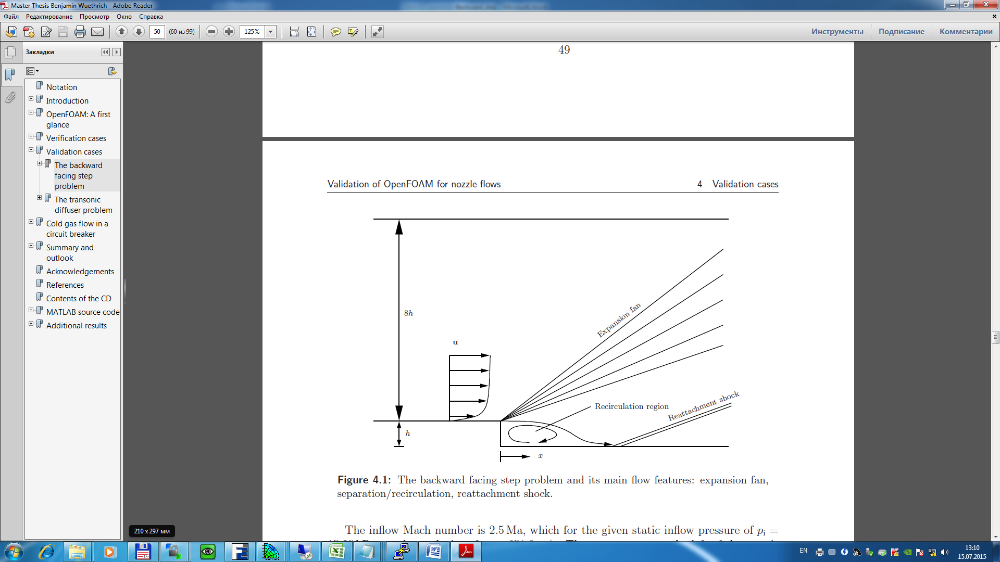 Master Thesis Benjamin Wuethrich - Adobe Reader
Файл Редактирование Просмотр Окно Справка
50 (60 из 99) 125% Инструменты Подписание Комментарии
Закладки
Notation
Introduction
OpenFOAM: A first
glance
Verification cases
Validation cases
The backward
facing step
problem
The transonic
diffuser problem
Cold gas flow in a
circuit breaker
Summary and
outlook
Acknowledgements
References
Contents of the CD
MATLAB source code
Additional results
210 x 297 мм
49
Validation of OpenFOAM for nozzle flows 4 Validation cases
8h
u
Expansion fan
Recirculation region
Reattachment shock
h
x
Figure 4.1: The backward facing step problem and its main flow features: expansion fan,
separation/recirculation, reattachment shock.
The inflow Mach number is 2.5 Ma, which for the given static inflow pressure of pi =
EN
13:10
15.07.2015